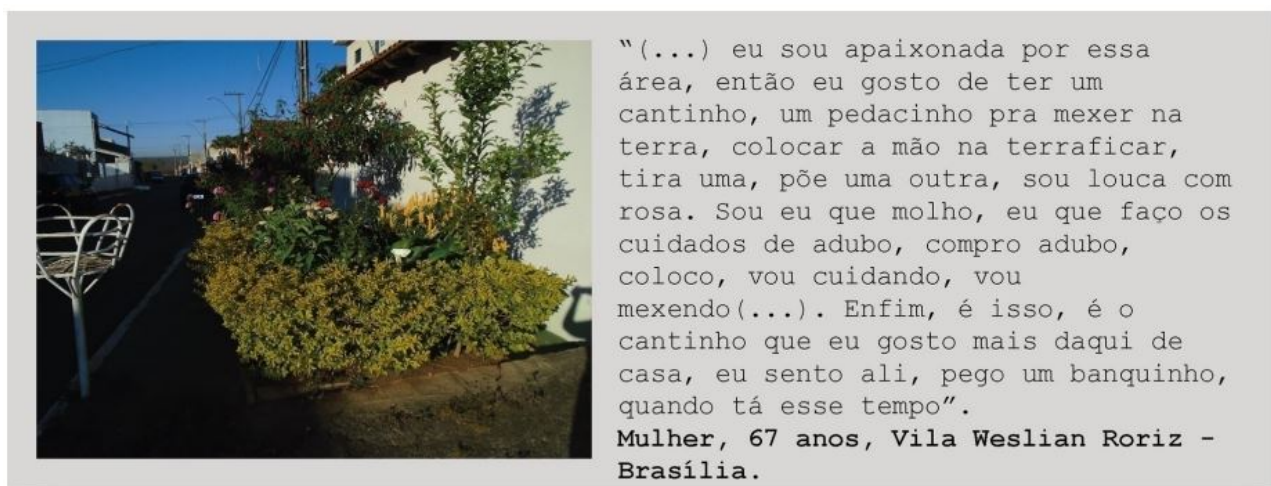 “(...) eu sou apaixonada por essa
área, então eu gosto de ter um
cantinho, um pedacinho pra mexer na
terra, colocar a mão na terraficar,
tira uma, põe uma outra, sou louca com
rosa. Sou eu que molho, eu que faço os
cuidados de adubo, compro adubo,
coloco, vou cuidando, vou
mexendo(...). Enfim, é isso, é o
cantinho que eu gosto mais daqui de
casa, eu sento ali, pego um banquinho,
quando tá esse tempo”.
Mulher, 67 anos, Vila Weslian Roriz -
Brasília.